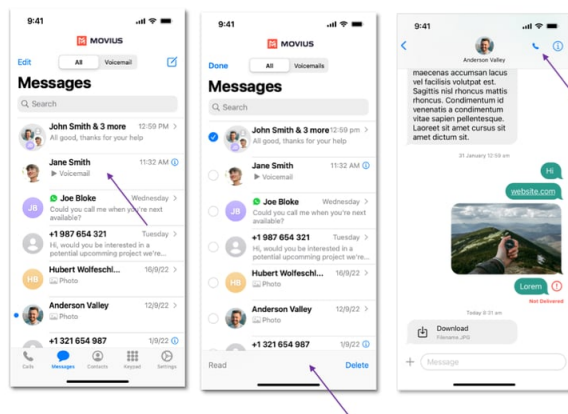 9:41
MOVIUS
Edit
All
Voicemail
Messages
Search
John Smith & 3 more 12:59 PM
All good, thanks for your help
Jane Smith 11:32 AM
Voicemail
JB
Joe Bloke Wednesday
Could you call me when you're next
available?
+1 987 654 321 Tuesday
Hi, would you be interested in a
potential upcomming project we're...
HB
Hubert Wolfeschl... 16/9/22
Photo
Anderson Valley 12/9/22
Photo
+1 321 654 987 1/9/22
Calls
Messages
Contacts
Keypad
Settings
9:41
MOVIUS
Done
All
Voicemails
Messages
Search
John Smith & 3 more 12:59 pm
All good, thanks for your help
Jane Smith 11:32 AM
Voicemail
JB
Joe Bloke Wednesday
Could you call me when you're next
available?
+1 987 654 321 Tuesday
Hi, would you be interested in a
potential upcomming project we're...
HB
Hubert Wolfeschl... 16/9/22
Photo
Anderson Valley 12/9/22
Photo
+1 321 654 987 1/9/22
Read
Delete
9:41
Anderson Valley
maecenas accumsan lacus
vel facilisis volutpat est.
Sagittis nisl rhoncus mattis
rhoncus. Condimentum id
venenatis a condimentum
vitae sapien pellentesque.
Laoreet sit amet cursus sit
amet dictum sit.
31 January 12:59 am
Hi
website.com
Lorem
Not Delivered
Today 9:31 am
Download
Filename.JPG
Message